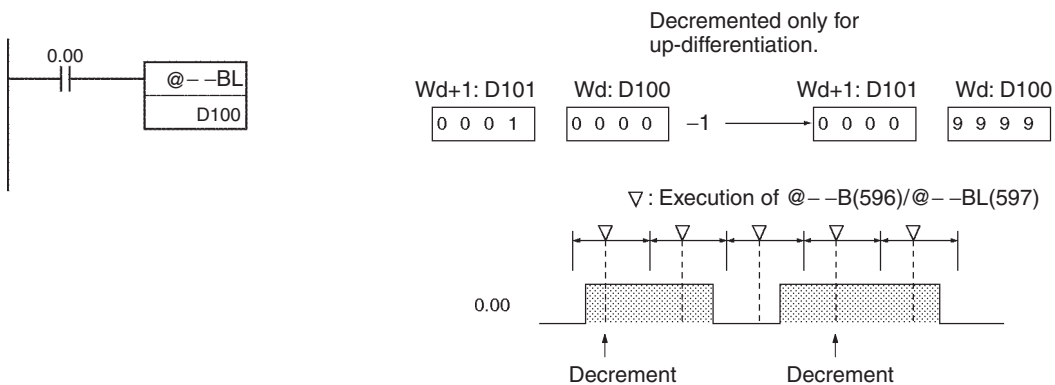 0.00
@– –BL
D100
Decremented only for
up-differentiation.
Wd+1: D101 Wd: D100 Wd+1: D101 Wd: D100
0 0 0 1 0 0 0 0 –1 0 0 0 0 9 9 9 9
▽: Execution of @– –B(596)/@– –BL(597)
0.00
Decrement Decrement